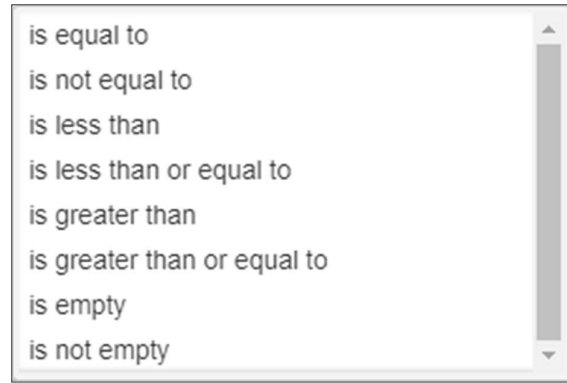 is equal to
is not equal to
is less than
is less than or equal to
is greater than
is greater than or equal to
is empty
is not empty